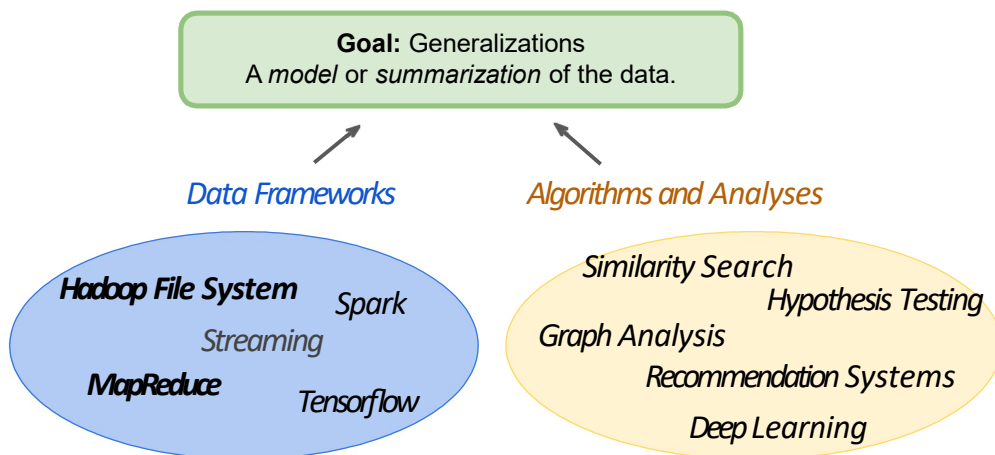 Goal: Generalizations
A model or summarization of the data.
Data Frameworks
Algorithms and Analyses
Hadoop File System
Spark
Streaming
MapReduce
Tensorflow
Similarity Search
Hypothesis Testing
Graph Analysis
Recommendation Systems
Deep Learning